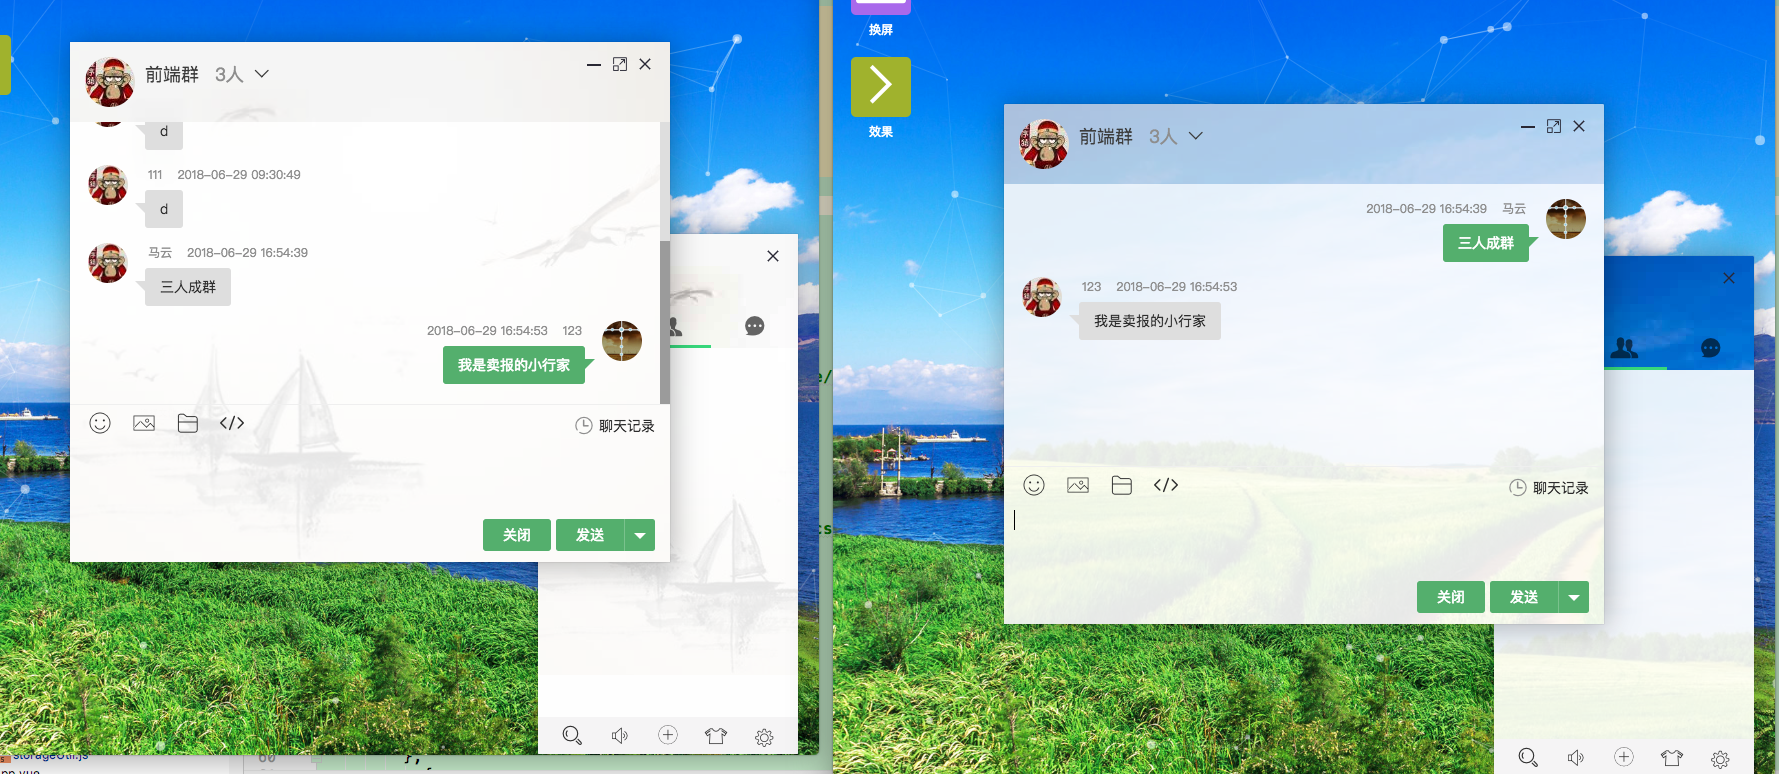 前端群 3人
d
111 2018-06-29 09:30:49
d
马云 2018-06-29 16:54:39
三人成群
2018-06-29 16:54:53 123
我是卖报的小行家
聊天记录
关闭 发送
换屏
效果
前端群 3人
2018-06-29 16:54:39 马云
三人成群
123 2018-06-29 16:54:53
我是卖报的小行家
聊天记录
关闭 发送
e/
cs
storageUtil.js
60 },